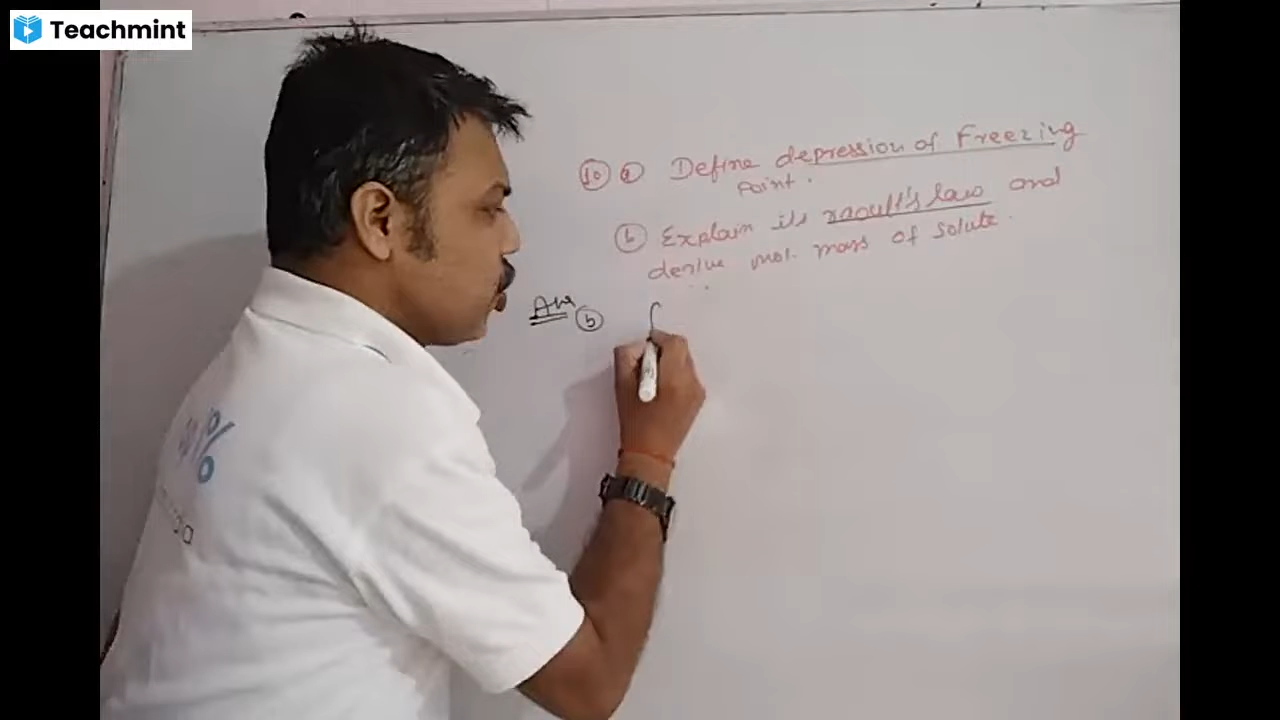 Teachmint
10 a Define depression of Freezing
point.
b Explain its raoult's law and
derive mol. mass of solute.
Ans b